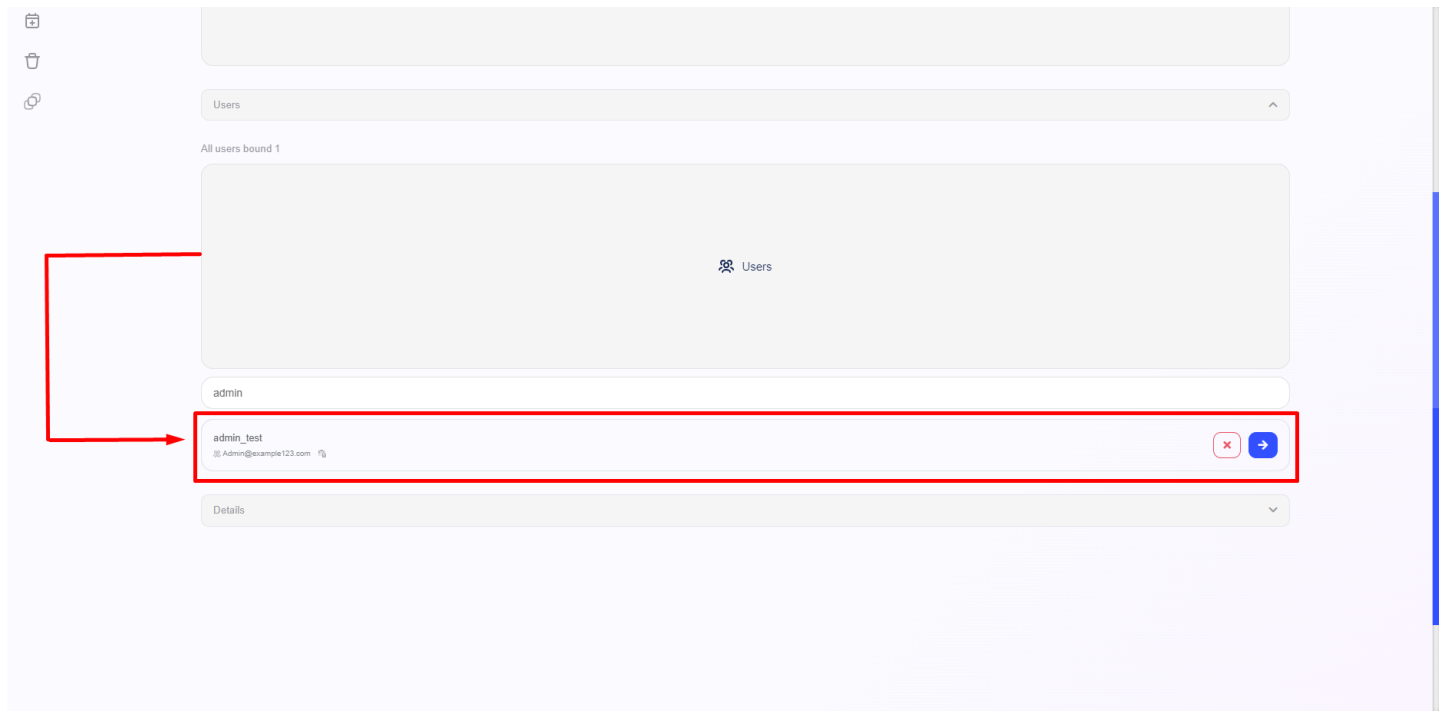 Users
All users bound 1
Users
admin
admin_test
Admin@example123.com
Details